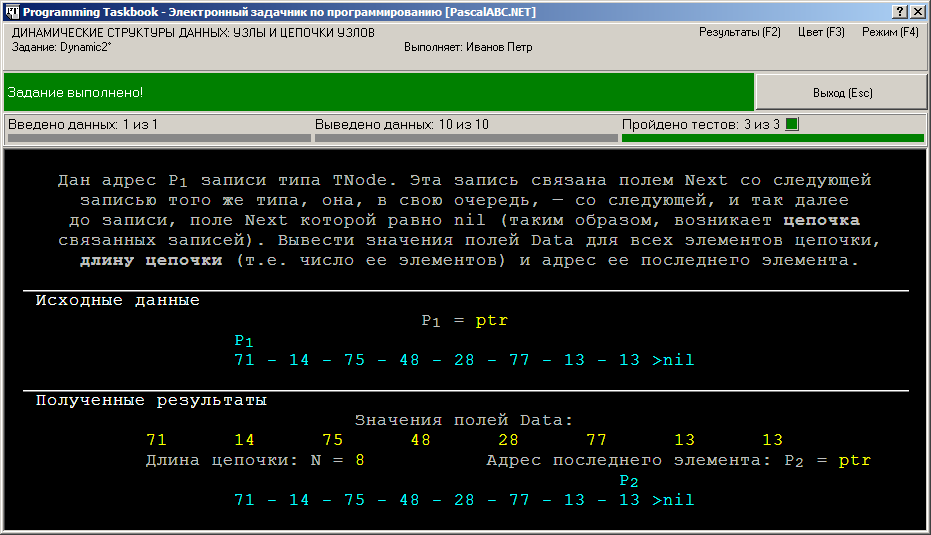 Programming Taskbook - Электронный задачник по программированию [PascalABC.NET]
ДИНАМИЧЕСКИЕ СТРУКТУРЫ ДАННЫХ: УЗЛЫ И ЦЕПОЧКИ УЗЛОВ
Результаты (F2) Цвет (F3) Режим (F4)
Задание: Dynamic2° Выполняет: Иванов Петр
Задание выполнено!
Выход (Esc)
Введено данных: 1 из 1 Выведено данных: 10 из 10 Пройдено тестов: 3 из 3
Дан адрес P1 записи типа TNode. Эта запись связана полем Next со следующей
записью того же типа, она, в свою очередь, — со следующей, и так далее
до записи, поле Next которой равно nil (таким образом, возникает цепочка
связанных записей). Вывести значения полей Data для всех элементов цепочки,
длину цепочки (т.е. число ее элементов) и адрес ее последнего элемента.
Исходные данные
P1 = ptr
P1
71 - 14 - 75 - 48 - 28 - 77 - 13 - 13 >nil
Полученные результаты
Значения полей Data:
71 14 75 48 28 77 13 13
Длина цепочки: N = 8 Адрес последнего элемента: P2 = ptr
P2
71 - 14 - 75 - 48 - 28 - 77 - 13 - 13 >nil